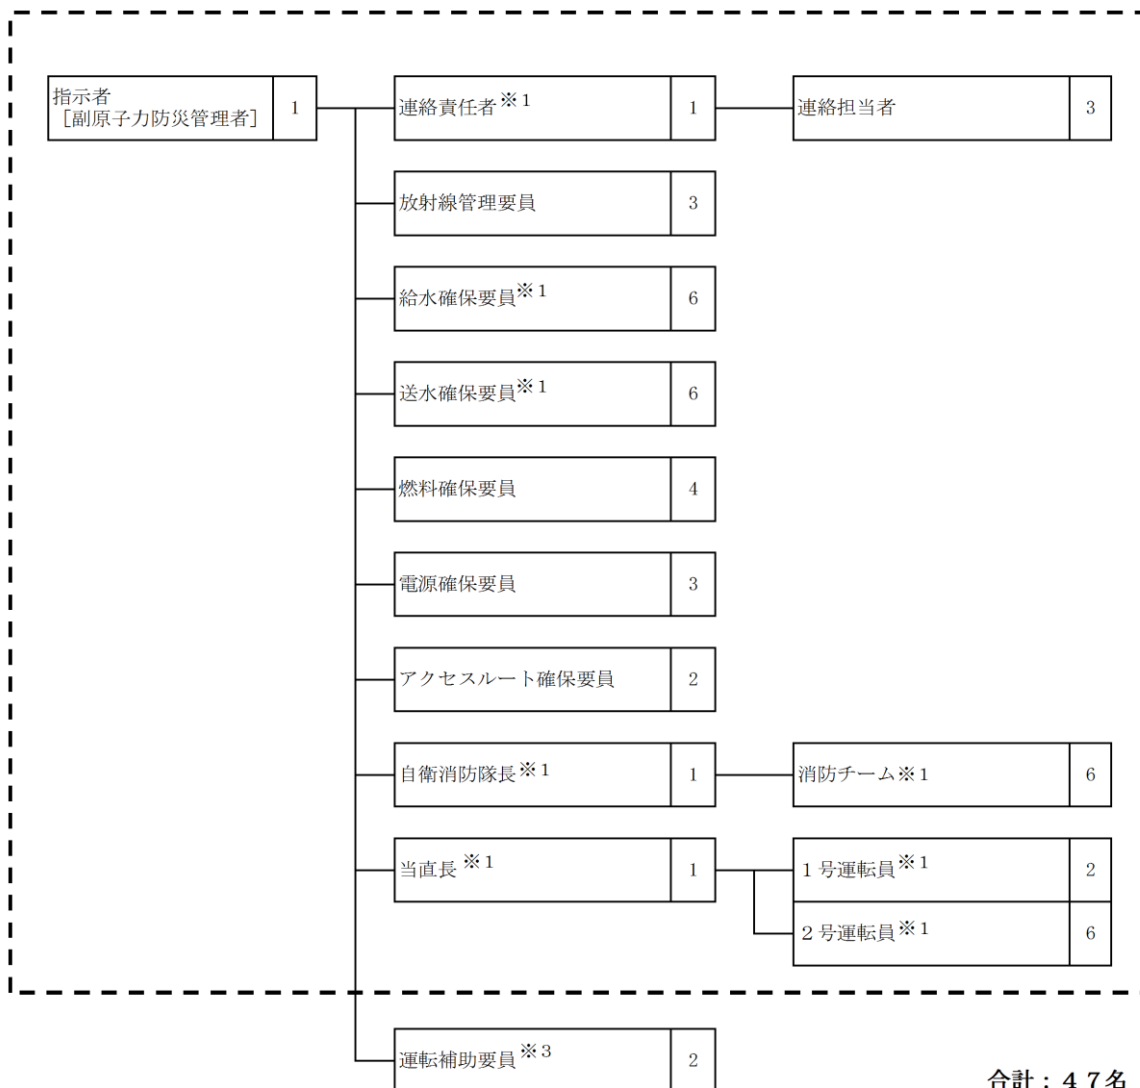 指示者
[副原子力防災管理者]
1
連絡責任者※1
1
連絡担当者
3
放射線管理要員
3
給水確保要員※1
6
送水確保要員※1
6
燃料確保要員
4
電源確保要員
3
アクセスルート確保要員
2
自衛消防隊長※1
1
消防チーム※1
6
当直長※1
1
1号運転員※1
2
2号運転員※1
6
運転補助要員※3
2
合計:47名